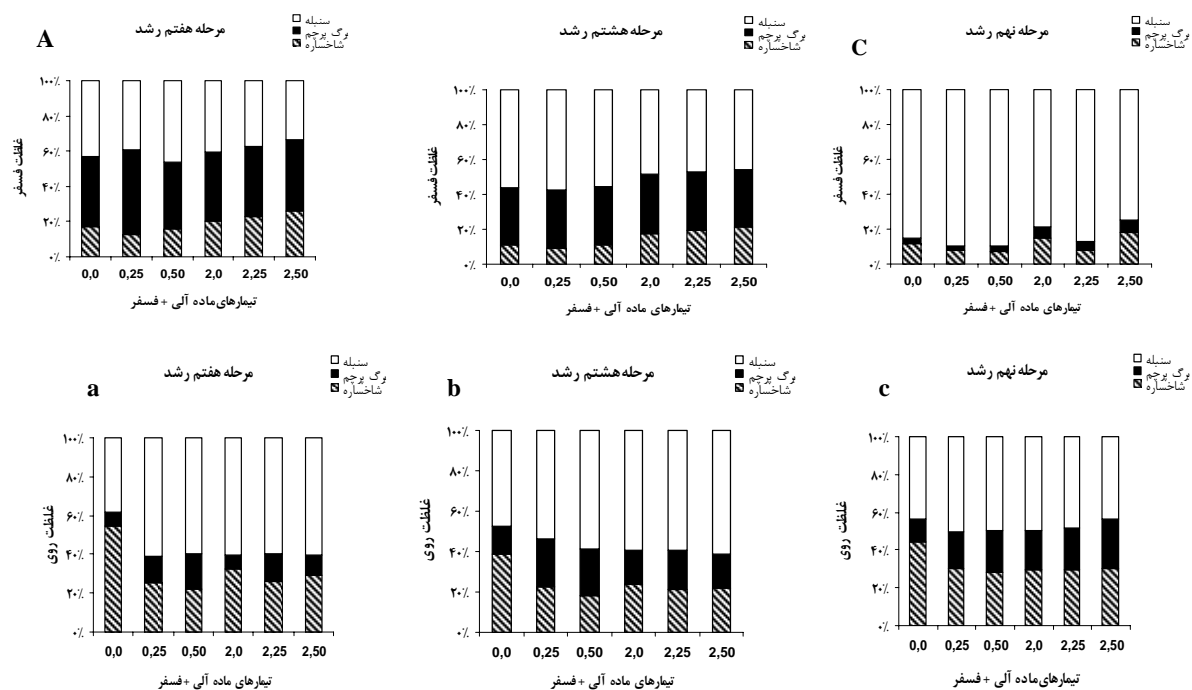 A
مرحله هفتم رشد
سنبله
برگ پرچم
شاخساره
غلظت فسفر
۱۰۰٪
۸۰٪
۶۰٪
۴۰٪
۲۰٪
۰٪
0,0 0,25 0,50 2,0 2,25 2,50
تیمارهای ماده آلی + فسفر
مرحله هشتم رشد
سنبله
برگ پرچم
شاخساره
غلظت فسفر
۱۰۰٪
۸۰٪
۶۰٪
۴۰٪
۲۰٪
۰٪
0,0 0,25 0,50 2,0 2,25 2,50
تیمارهای ماده آلی + فسفر
C
مرحله نهم رشد
سنبله
برگ پرچم
شاخساره
غلظت فسفر
۱۰۰٪
۸۰٪
۶۰٪
۴۰٪
۲۰٪
۰٪
0,0 0,25 0,50 2,0 2,25 2,50
تیمارهای ماده آلی + فسفر
مرحله هفتم رشد
سنبله
برگ پرچم
شاخساره
a
غلظت روی
۱۰۰٪
۸۰٪
۶۰٪
۴۰٪
۲۰٪
۰٪
0,0 0,25 0,50 2,0 2,25 2,50
تیمارهای ماده آلی + فسفر
مرحله هشتم رشد
سنبله
برگ پرچم
شاخساره
b
غلظت روی
۱۰۰٪
۸۰٪
۶۰٪
۴۰٪
۲۰٪
۰٪
0,0 0,25 0,50 2,0 2,25 2,50
تیمارهای ماده آلی + فسفر
مرحله نهم رشد
سنبله
برگ پرچم
شاخساره
c
غلظت روی
۱۰۰٪
۸۰٪
۶۰٪
۴۰٪
۲۰٪
۰٪
0,0 0,25 0,50 2,0 2,25 2,50
تیمارهای ماده آلی + فسفر